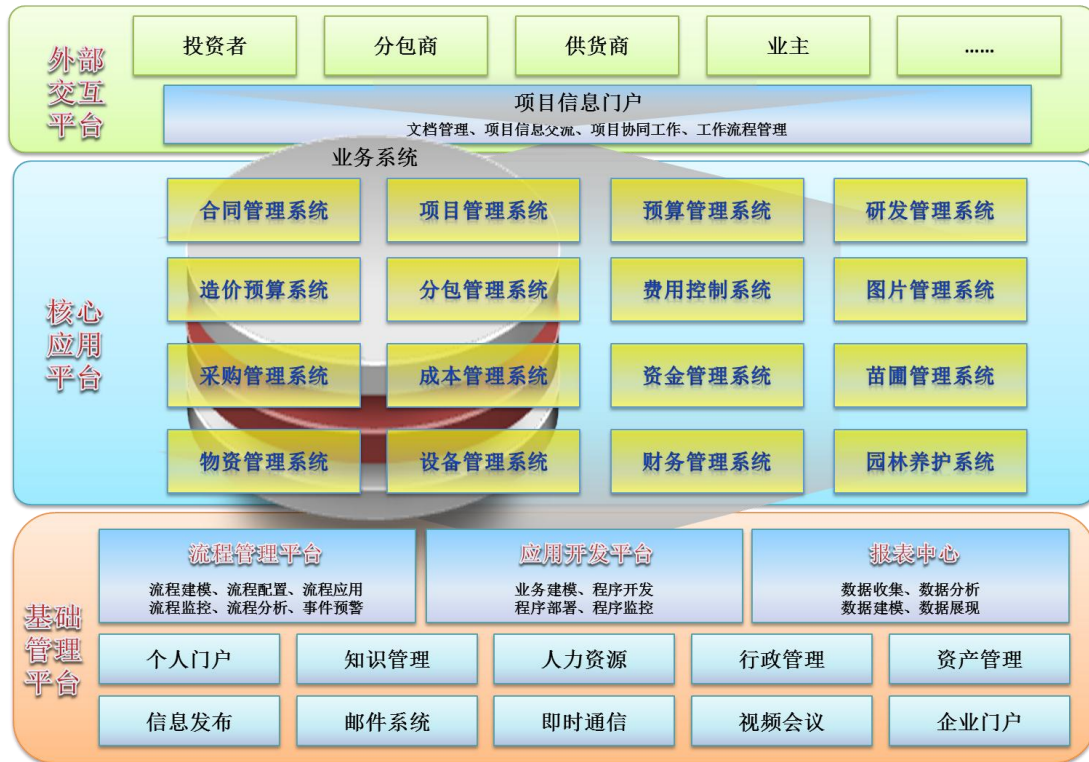 外部
交互
平台
投资者
分包商
供货商
业主
......
项目信息门户
文档管理、项目信息交流、项目协同工作、工作流程管理
业务系统
核心
应用
平台
合同管理系统
项目管理系统
预算管理系统
研发管理系统
造价预算系统
分包管理系统
费用控制系统
图片管理系统
采购管理系统
成本管理系统
资金管理系统
苗圃管理系统
物资管理系统
设备管理系统
财务管理系统
园林养护系统
基础
管理
平台
流程管理平台
流程建模、流程配置、流程应用
流程监控、流程分析、事件预警
应用开发平台
业务建模、程序开发
程序部署、程序监控
报表中心
数据收集、数据分析
数据建模、数据展现
个人门户
知识管理
人力资源
行政管理
资产管理
信息发布
邮件系统
即时通信
视频会议
企业门户